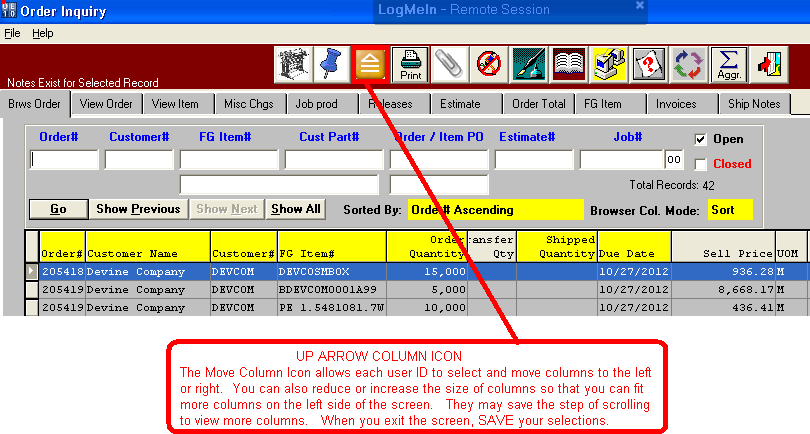 Order Inquiry
LogMeIn - Remote Session
File Help
Notes Exist for Selected Record
Print
Σ
Aggr.
Brws Order View Order View Item Misc Chgs Job prod Releases Estimate Order Total FG Item Invoices Ship Notes
Order# Customer# FG Item# Cust Part# Order / Item PO Estimate# Job# Open
00 Closed
Total Records: 42
Go Show Previous Show Next Show All Sorted By: Order# Ascending Browser Col. Mode: Sort
Order ansfer Shipped
Order# Customer Name Customer# FG Item# Quantity Qty Quantity Due Date Sell Price UOM
205418 Devine Company DEVCOM DEVCOSMBOX 15,000 10/27/2012 936.28 M
205419 Devine Company DEVCOM BDEVCOM0001A99 5,000 10/27/2012 8,668.17 M
205419 Devine Company DEVCOM PE 1.5481081.7W 10,000 10/27/2012 436.41 M
UP ARROW COLUMN ICON
The Move Column Icon allows each user ID to select and move columns to the left
or right. You can also reduce or increase the size of columns so that you can fit
more columns on the left side of the screen. They may save the step of scrolling
to view more columns. When you exit the screen, SAVE your selections.